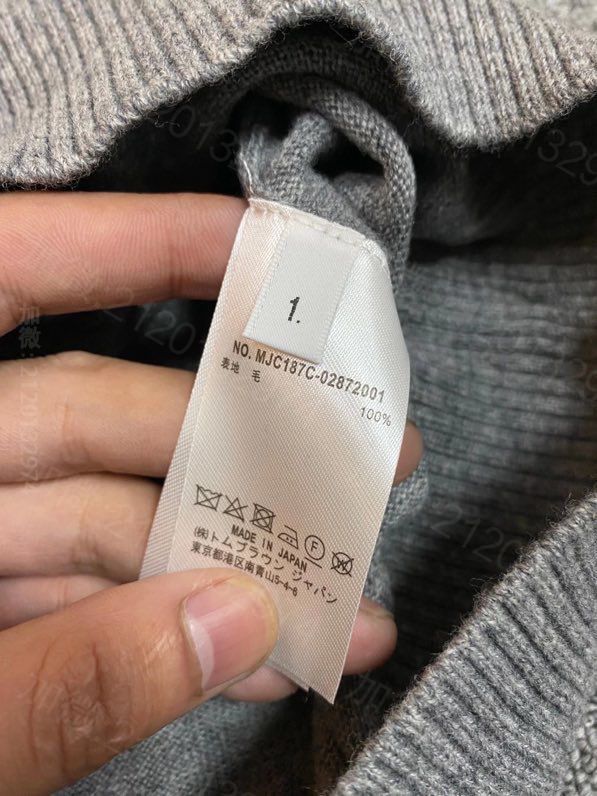 1.
NO. MJC187C-02872001
表地 毛
100%
MADE IN JAPAN
(株)トムブラウン ジャパン
東京都港区南青山5-4-6
F